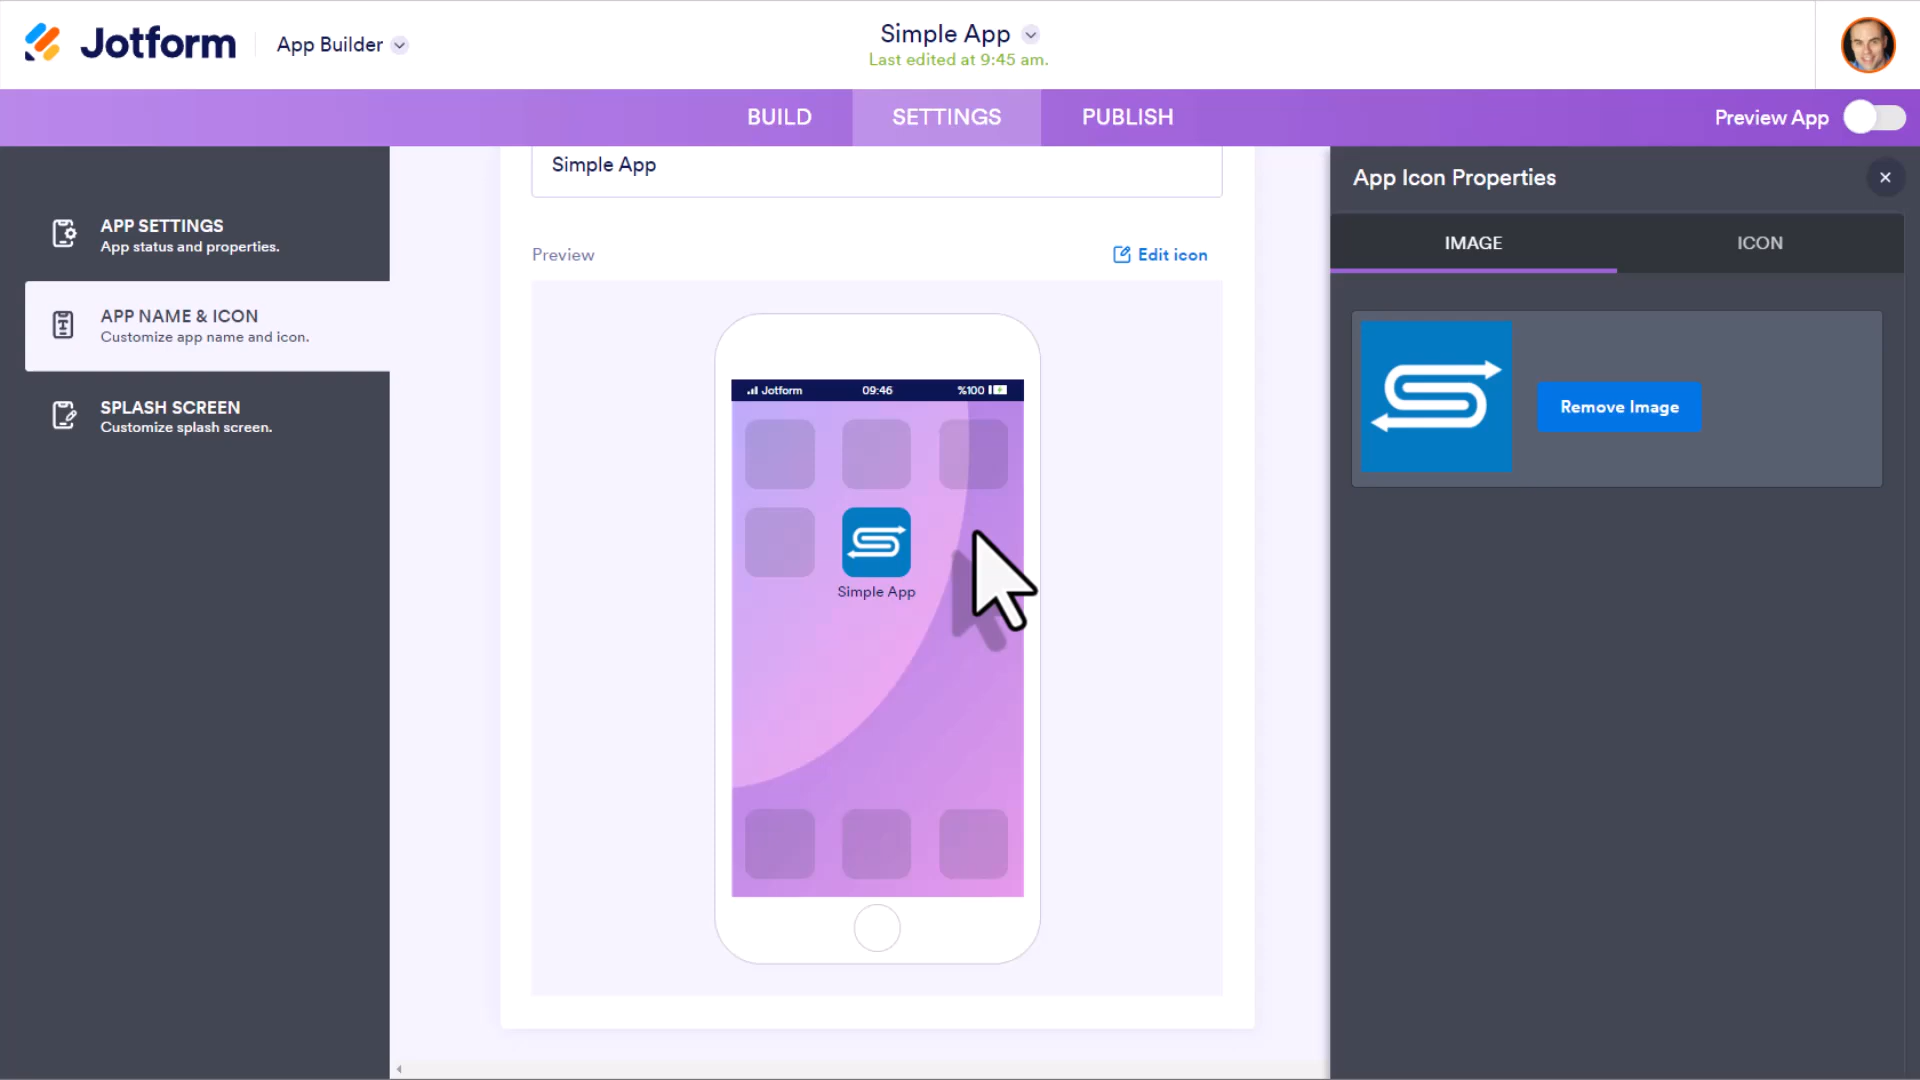 Jotform
App Builder
Simple App
Last edited at 9:45 am.
BUILD
SETTINGS
PUBLISH
Preview App
APP SETTINGS
App status and properties.
APP NAME & ICON
Customize app name and icon.
SPLASH SCREEN
Customize splash screen.
Simple App
Preview
Edit icon
Jotform
09:46
%100
Simple App
App Icon Properties
IMAGE
ICON
Remove Image